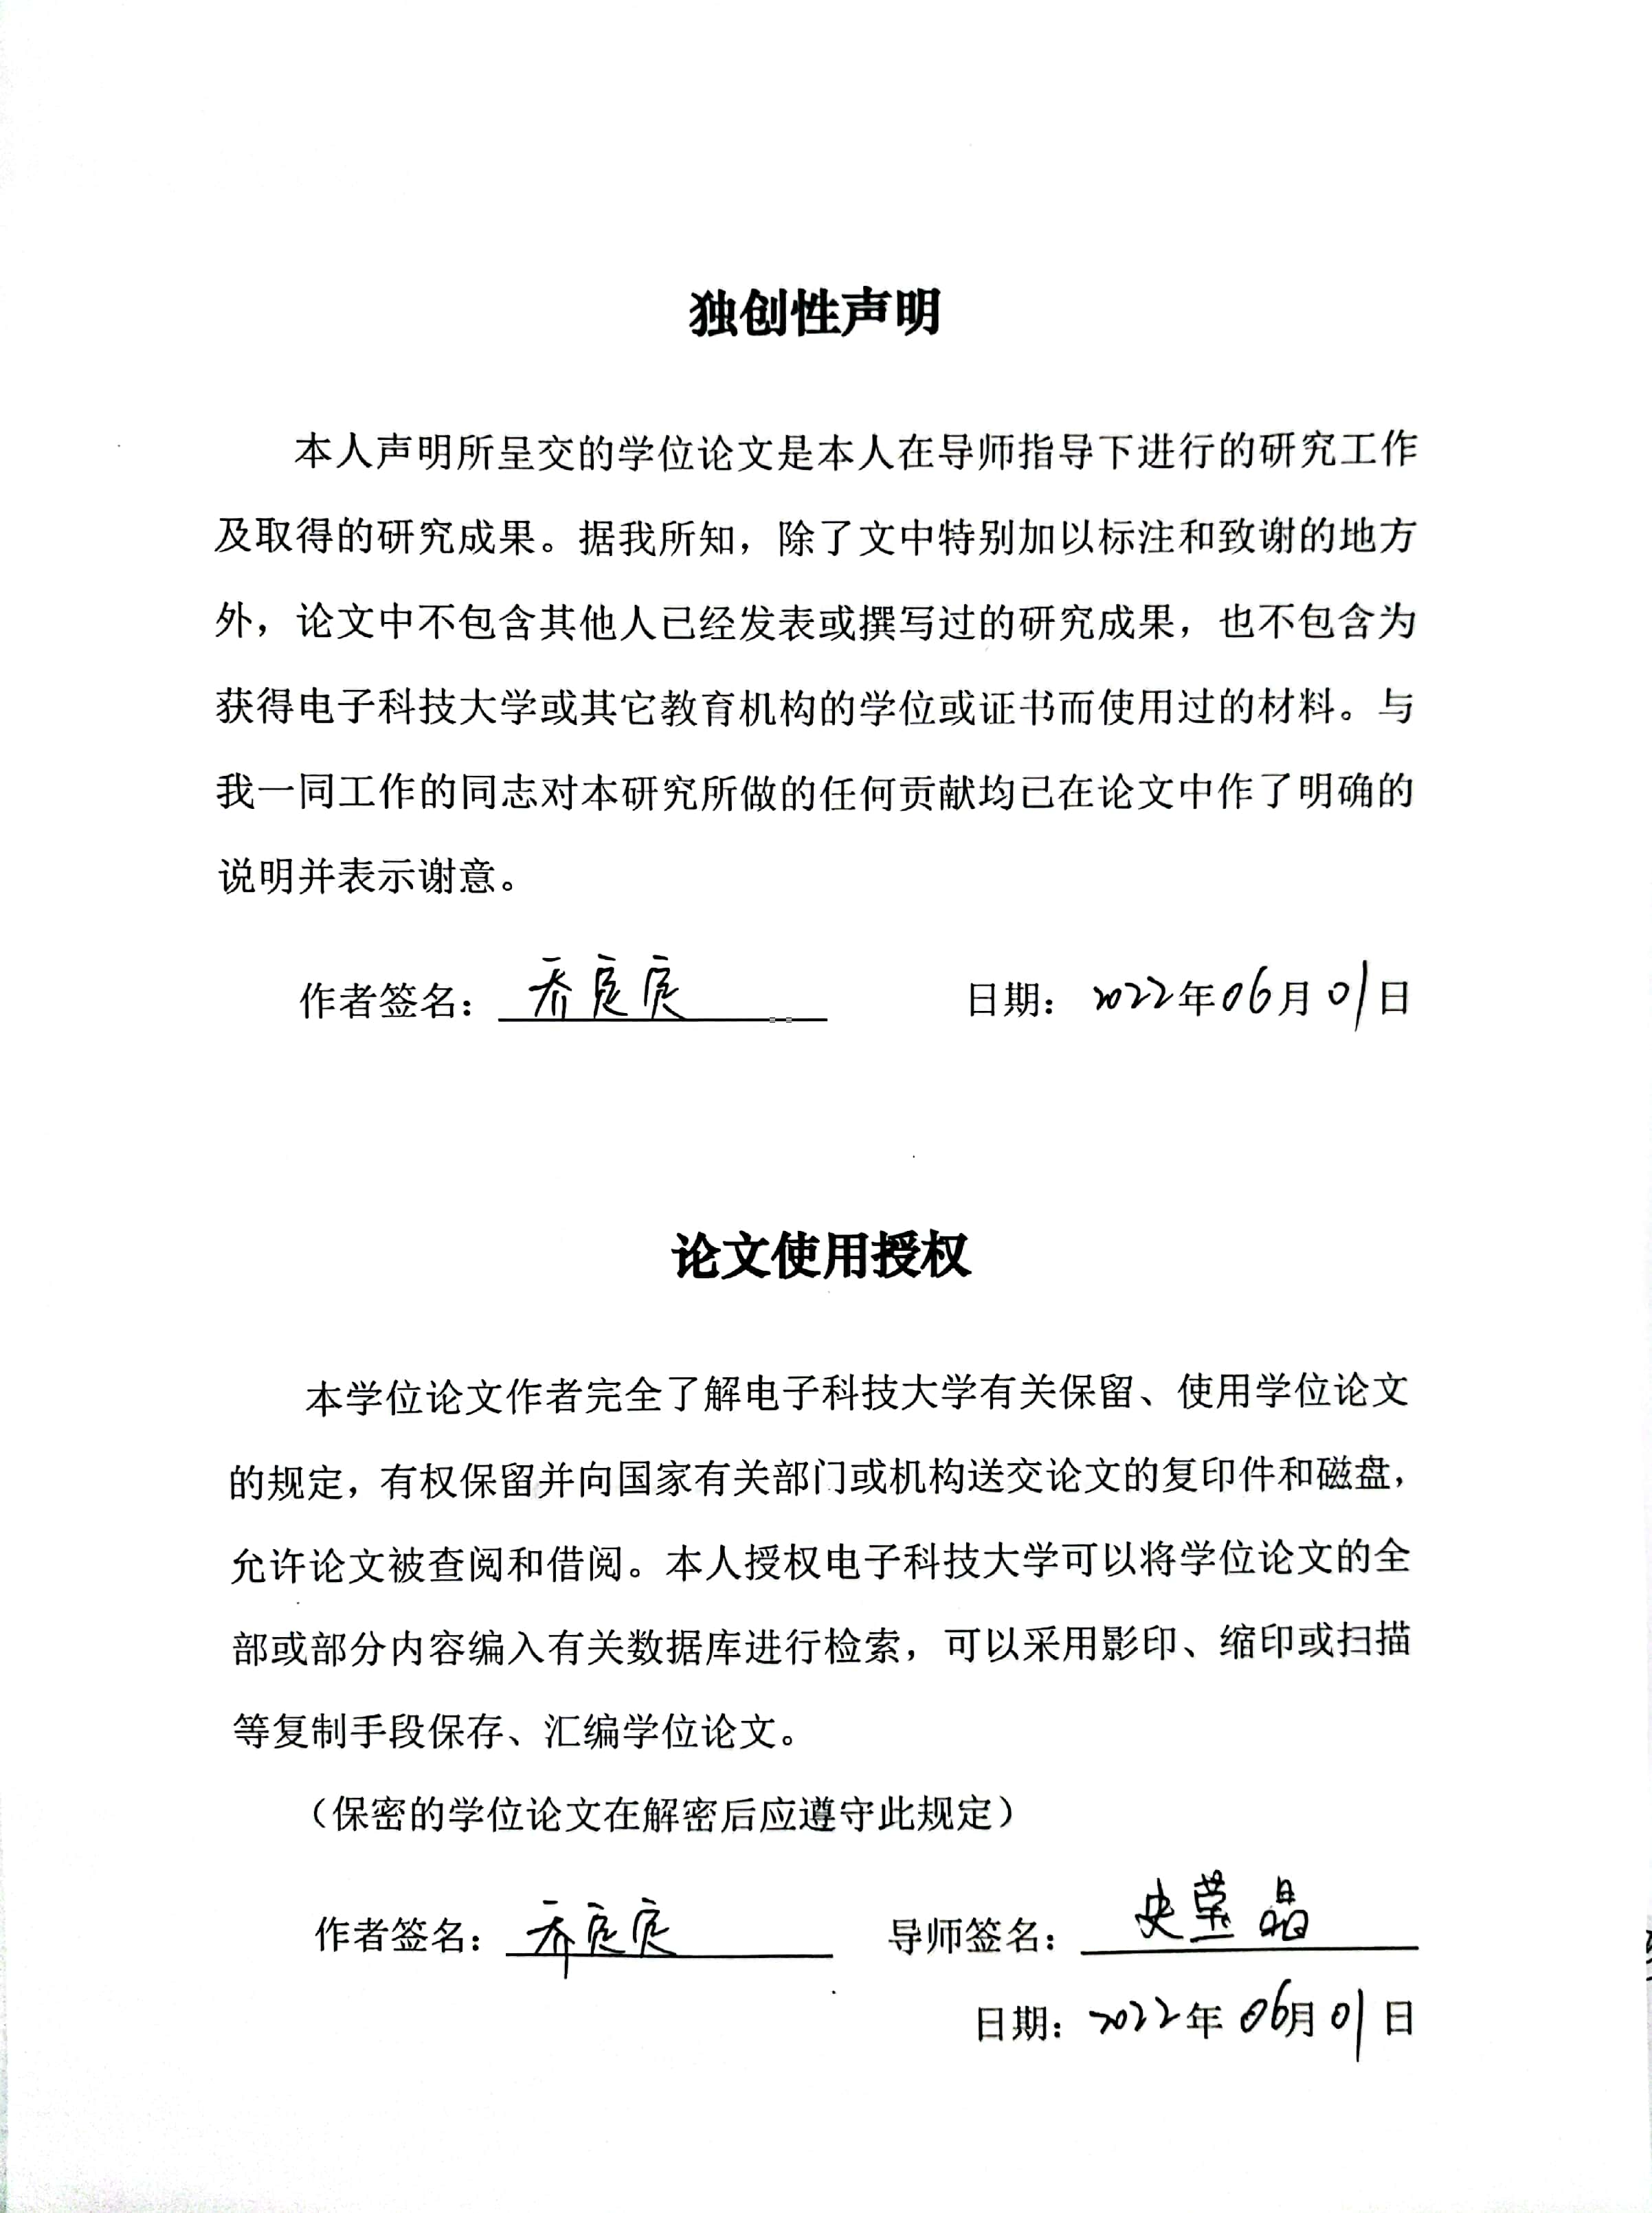 独创性声明
本人声明所呈交的学位论文是本人在导师指导下进行的研究工作
及取得的研究成果。据我所知，除了文中特别加以标注和致谢的地方
外，论文中不包含其他人已经发表或撰写过的研究成果，也不包含为
获得电子科技大学或其它教育机构的学位或证书而使用过的材料。与
我一同工作的同志对本研究所做的任何贡献均已在论文中作了明确的
说明并表示谢意。
作者签名： 日期： 2022年06月01日
论文使用授权
本学位论文作者完全了解电子科技大学有关保留、使用学位论文
的规定，有权保留并向国家有关部门或机构送交论文的复印件和磁盘，
允许论文被查阅和借阅。本人授权电子科技大学可以将学位论文的全
部或部分内容编入有关数据库进行检索，可以采用影印、缩印或扫描
等复制手段保存、汇编学位论文。
（保密的学位论文在解密后应遵守此规定）
作者签名： 导师签名： 史莹晶
日期： 2022年06月01日